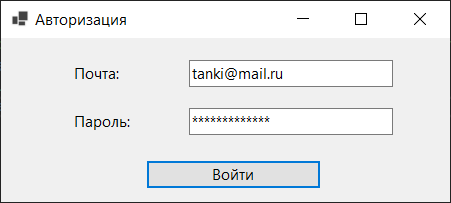 Авторизация
Почта: tanki@mail.ru
Пароль: *************
Войти